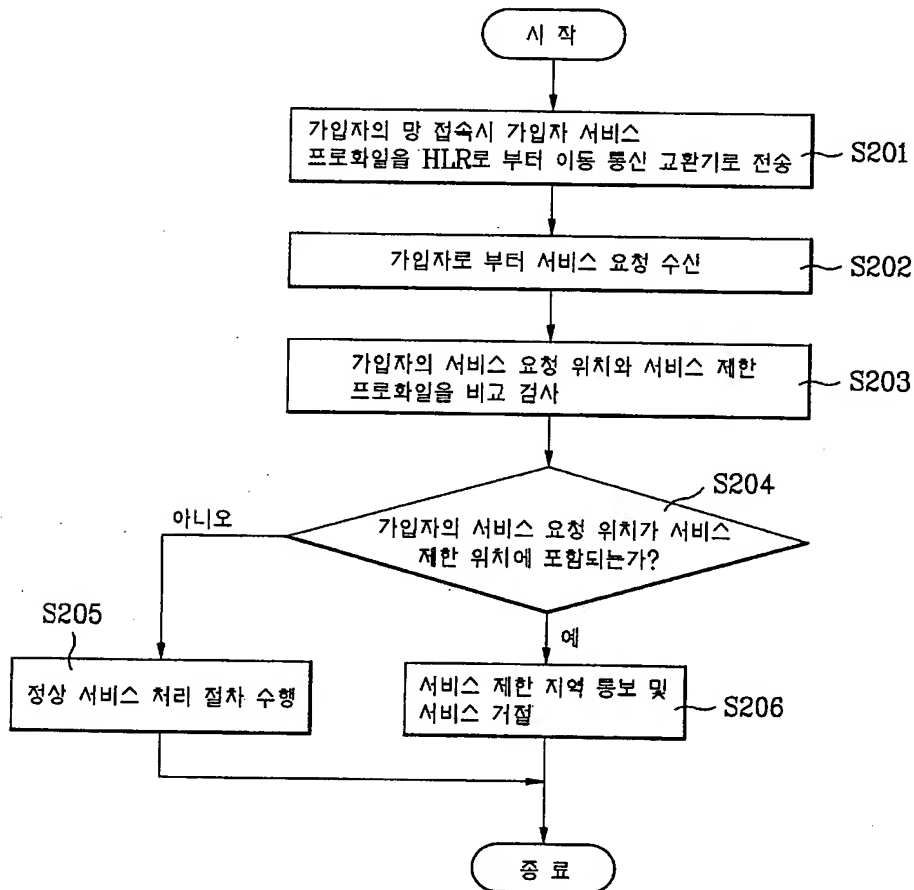 시 작
가입자의 망 접속시 가입자 서비스
프로화일을 HLR로 부터 이동 통신 교환기로 전송
S201
가입자로 부터 서비스 요청 수신
S202
가입자의 서비스 요청 위치와 서비스 제한
프로화일을 비고 검사
S203
S204
가입자의 서비스 요청 위치가 서비스
제한 위치에 포함되는가?
아니오
예
S205
정상 서비스 처리 절차 수행
서비스 제한 지역 통보 및
서비스 거절
S206
종 료